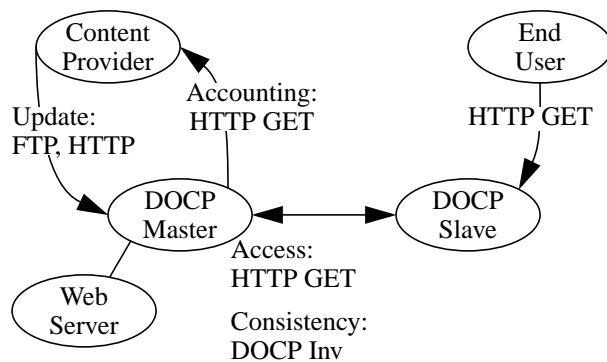 Content
Provider
End
User
Accounting:
HTTP GET
Update:
FTP, HTTP
HTTP GET
DOCP
Master
DOCP
Slave
Access:
HTTP GET
Web
Server
Consistency:
DOCP Inv